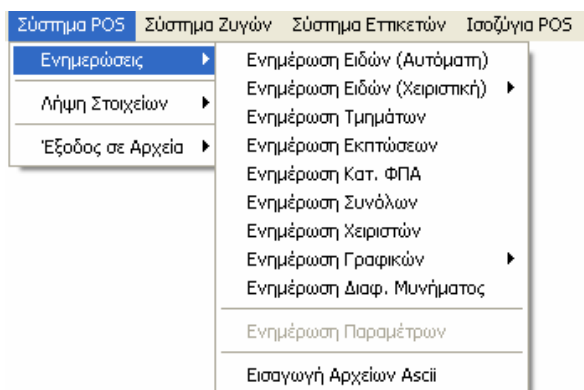 Σύστημα POS Σύστημα Ζυγών Σύστημα Ετικετών Ισοζύγια POS
Ενημερώσεις
Λήψη Στοιχείων
Έξοδος σε Αρχεία
Ενημέρωση Ειδών (Αυτόματη)
Ενημέρωση Ειδών (Χειριστική)
Ενημέρωση Τμημάτων
Ενημέρωση Εκπτώσεων
Ενημέρωση Κατ. ΦΠΑ
Ενημέρωση Συνόλων
Ενημέρωση Χειριστών
Ενημέρωση Γραφικών
Ενημέρωση Διαφ. Μυνήματος
Ενημέρωση Παραμέτρων
Εισαγωγή Αρχείων Ascii